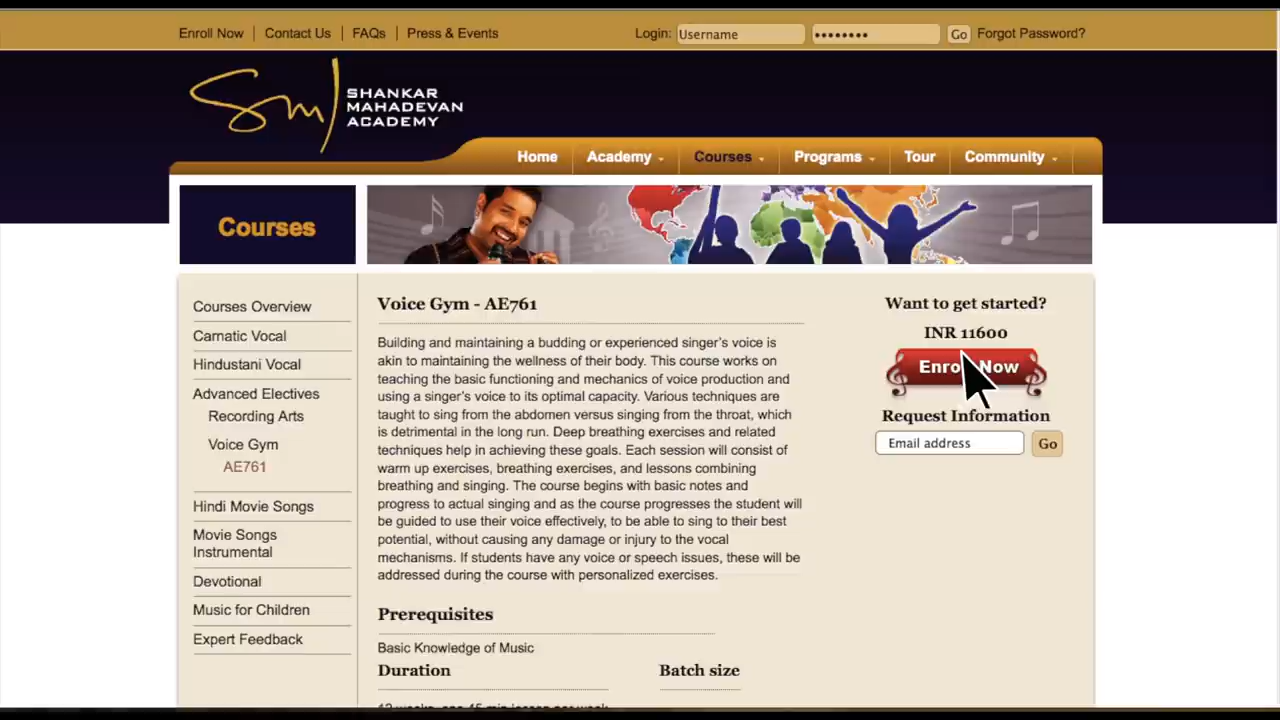 Enroll Now | Contact Us | FAQs | Press & Events
Login: Username •••••••• Go Forgot Password?
Sm
SHANKAR
MAHADEVAN
ACADEMY
Home Academy Courses Programs Tour Community
Courses
Courses Overview
Carnatic Vocal
Hindustani Vocal
Advanced Electives
Recording Arts
Voice Gym
AE761
Hindi Movie Songs
Movie Songs
Instrumental
Devotional
Music for Children
Expert Feedback
Voice Gym - AE761
Building and maintaining a budding or experienced singer's voice is
akin to maintaining the wellness of their body. This course works on
teaching the basic functioning and mechanics of voice production and
using a singer's voice to its optimal capacity. Various techniques are
taught to sing from the abdomen versus singing from the throat, which
is detrimental in the long run. Deep breathing exercises and related
techniques help in achieving these goals. Each session will consist of
warm up exercises, breathing exercises, and lessons combining
breathing and singing. The course begins with basic notes and
progress to actual singing and as the course progresses the student will
be guided to use their voice effectively, to be able to sing to their best
potential, without causing any damage or injury to the vocal
mechanisms. If students have any voice or speech issues, these will be
addressed during the course with personalized exercises.
Prerequisites
Basic Knowledge of Music
Duration Batch size
Want to get started?
INR 11600
Enroll Now
Request Information
Email address Go